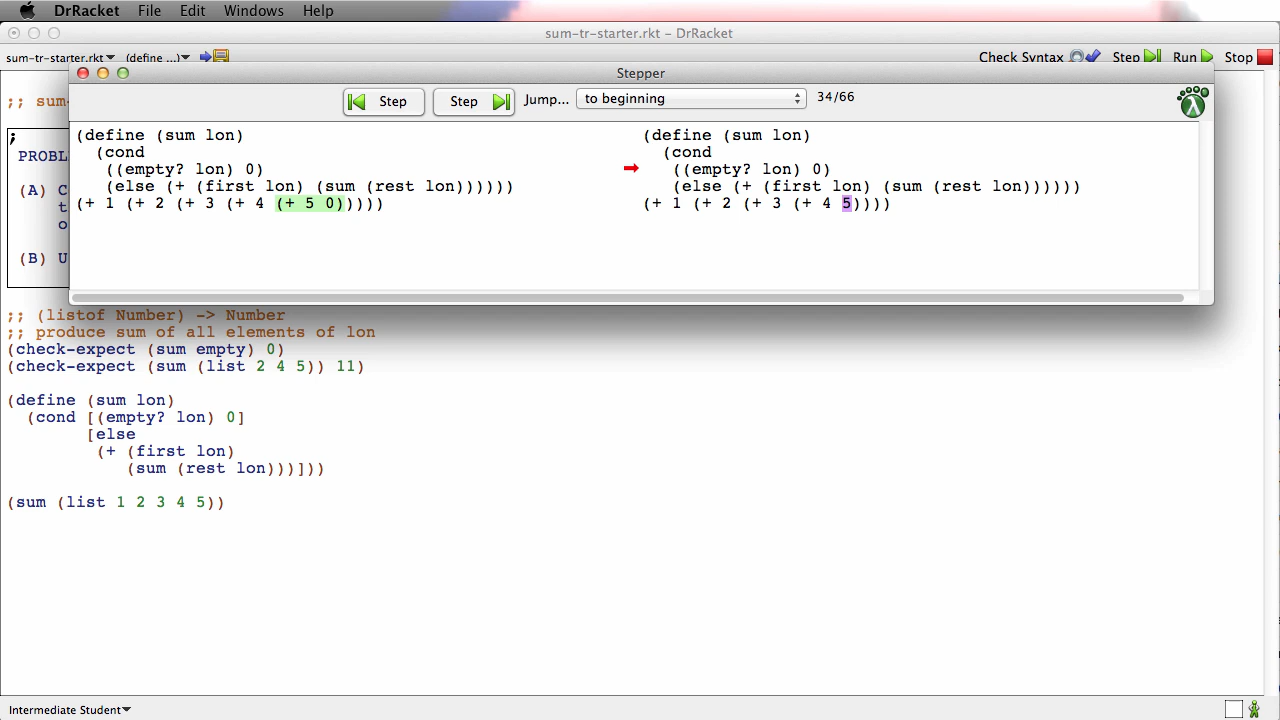 DrRacket File Edit Windows Help
sum-tr-starter.rkt – DrRacket
sum-tr-starter.rkt (define ...) Check Syntax Step Run Stop
Stepper
Step Step Jump... to beginning 34/66
(define (sum lon)
(cond
((empty? lon) 0)
(else (+ (first lon) (sum (rest lon))))))
(+ 1 (+ 2 (+ 3 (+ 4 (+ 5 0)))))
(define (sum lon)
(cond
((empty? lon) 0)
(else (+ (first lon) (sum (rest lon))))))
(+ 1 (+ 2 (+ 3 (+ 4 5))))
;; sum-
;
PROBL
(A) C
t
o
(B) U
;; (listof Number) -> Number
;; produce sum of all elements of lon
(check-expect (sum empty) 0)
(check-expect (sum (list 2 4 5)) 11)
(define (sum lon)
(cond [(empty? lon) 0]
[else
(+ (first lon)
(sum (rest lon)))]))
(sum (list 1 2 3 4 5))
Intermediate Student